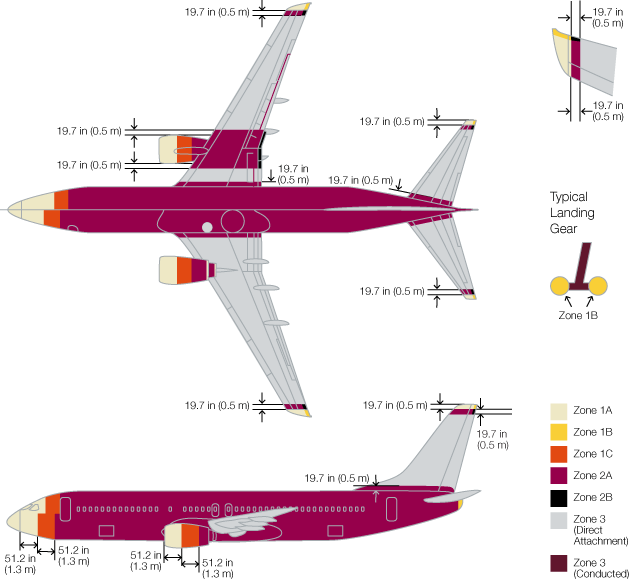 19.7 in (0.5 m)
19.7 in
(0.5 m)
19.7 in
(0.5 m)
19.7 in (0.5 m)
19.7 in (0.5 m)
19.7 in (0.5 m)
19.7 in
(0.5 m)
19.7 in (0.5 m)
Typical
Landing
Gear
Zone 1B
19.7 in (0.5 m)
19.7 in (0.5 m)
19.7 in (0.5 m)
19.7 in
(0.5 m)
19.7 in (0.5 m)
51.2 in
(1.3 m)
51.2 in
(1.3 m)
51.2 in
(1.3 m)
51.2 in
(1.3 m)
Zone 1A
Zone 1B
Zone 1C
Zone 2A
Zone 2B
Zone 3
(Direct
Attachment)
Zone 3
(Conducted)